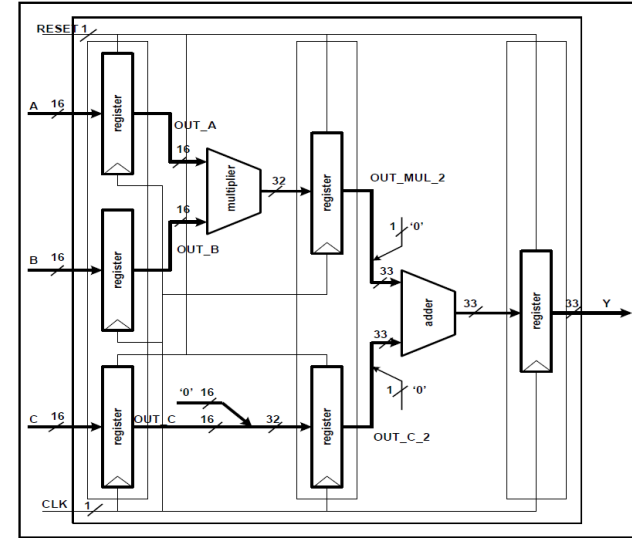 RESET 1
A 16
register
OUT_A
16
multiplier
32
register
OUT_MUL_2
1 '0'
33
16
OUT_B
B 16
register
33
adder
33
register
33 Y
'0' 16
1 '0'
C 16
register
OUT_C
16
32
register
OUT_C_2
CLK 1